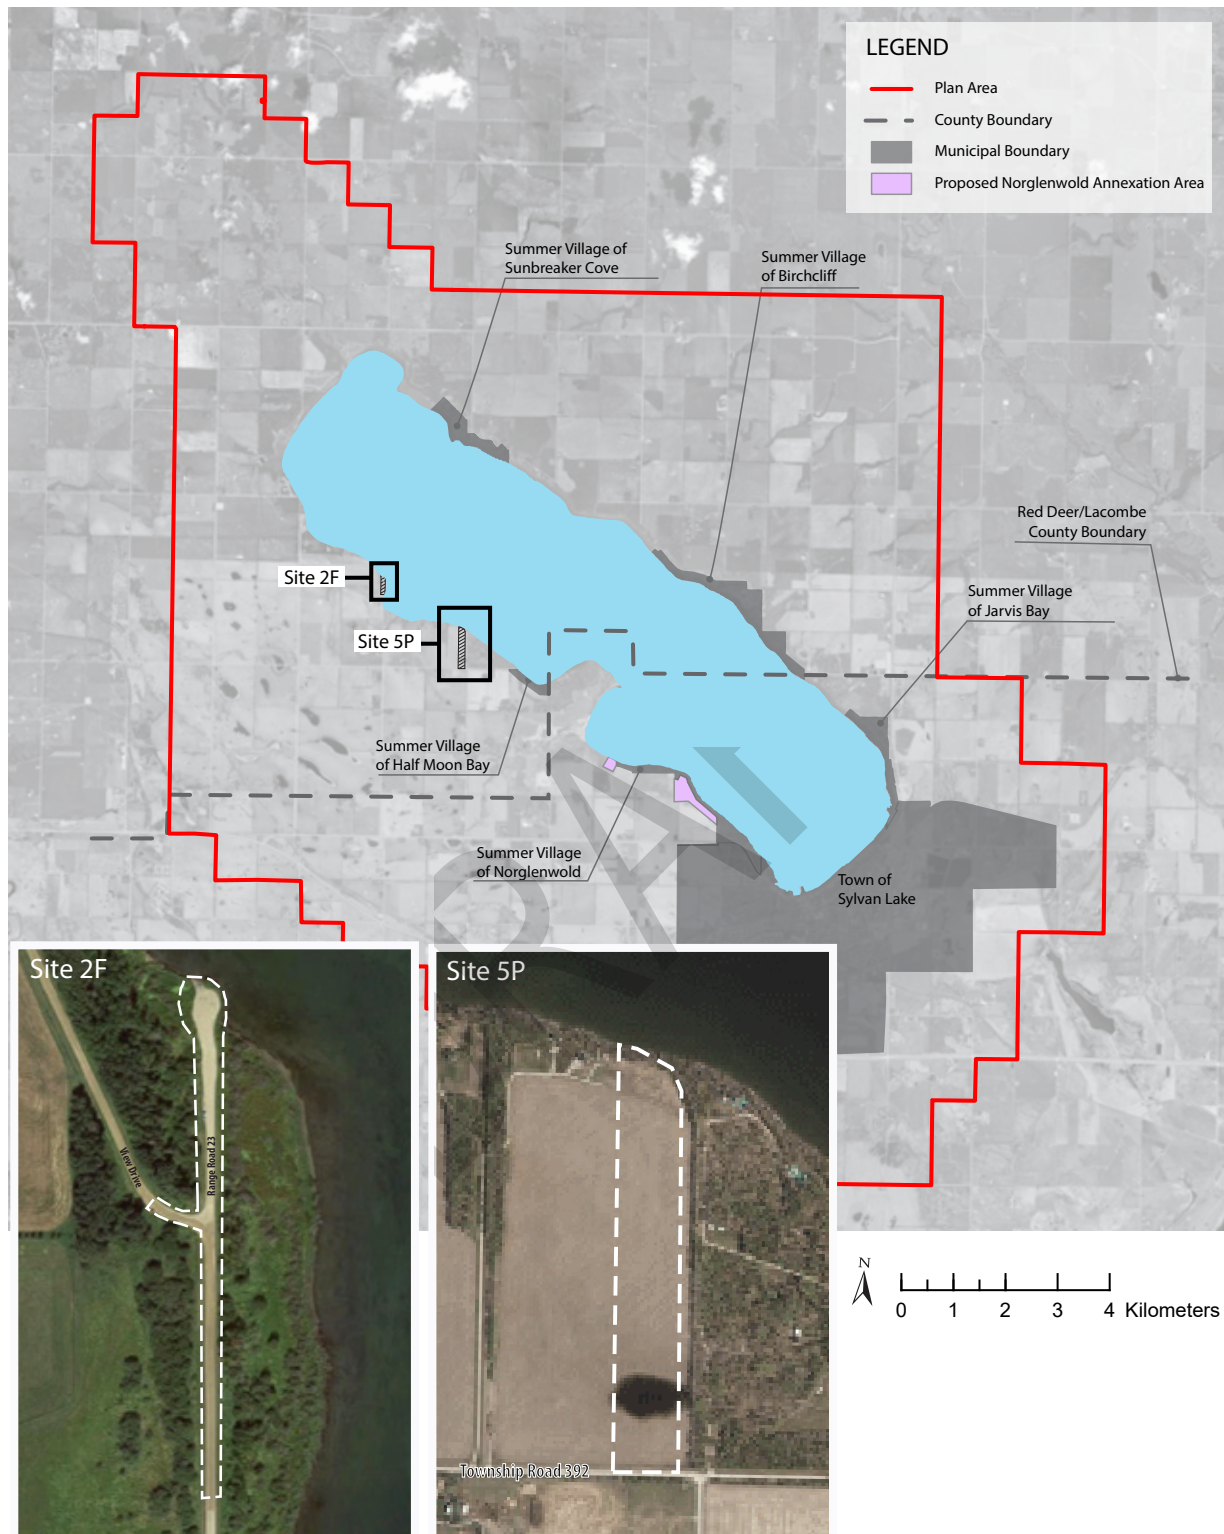 LEGEND
Plan Area
County Boundary
Municipal Boundary
Proposed Norglenwold Annexation Area
Summer Village of
Sunbreaker Cove
Summer Village
of Birchcliff
Red Deer/Lacombe
County Boundary
Summer Village
of Jarvis Bay
Site 2F
Site 5P
Summer Village
of Half Moon Bay
Summer Village
of Norglenwold
Town of
Sylvan Lake
Site 2F
View Drive
Range Road 23
Site 5P
Township Road 392
N
0 1 2 3 4 Kilometers